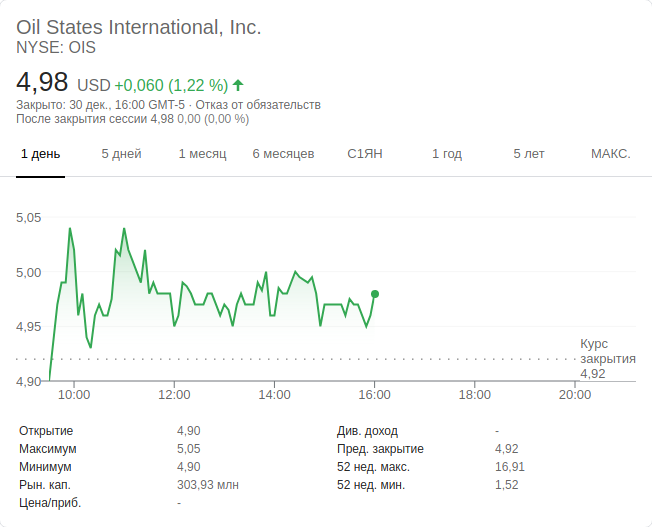 Oil States International, Inc.
NYSE: OIS
4,98 USD +0,060 (1,22 %)
Закрыто: 30 дек., 16:00 GMT-5 · Отказ от обязательств
После закрытия сессии 4,98 0,00 (0,00 %)
1 день 5 дней 1 месяц 6 месяцев С1ЯН 1 год 5 лет МАКС.
5,05
5,00
4,95
4,90
Курс
закрытия
4,92
10:00 12:00 14:00 16:00 18:00 20:00
Открытие 4,90 Див. доход -
Максимум 5,05 Пред. закрытие 4,92
Минимум 4,90 52 нед. макс. 16,91
Рын. кап. 303,93 млн 52 нед. мин. 1,52
Цена/приб. -